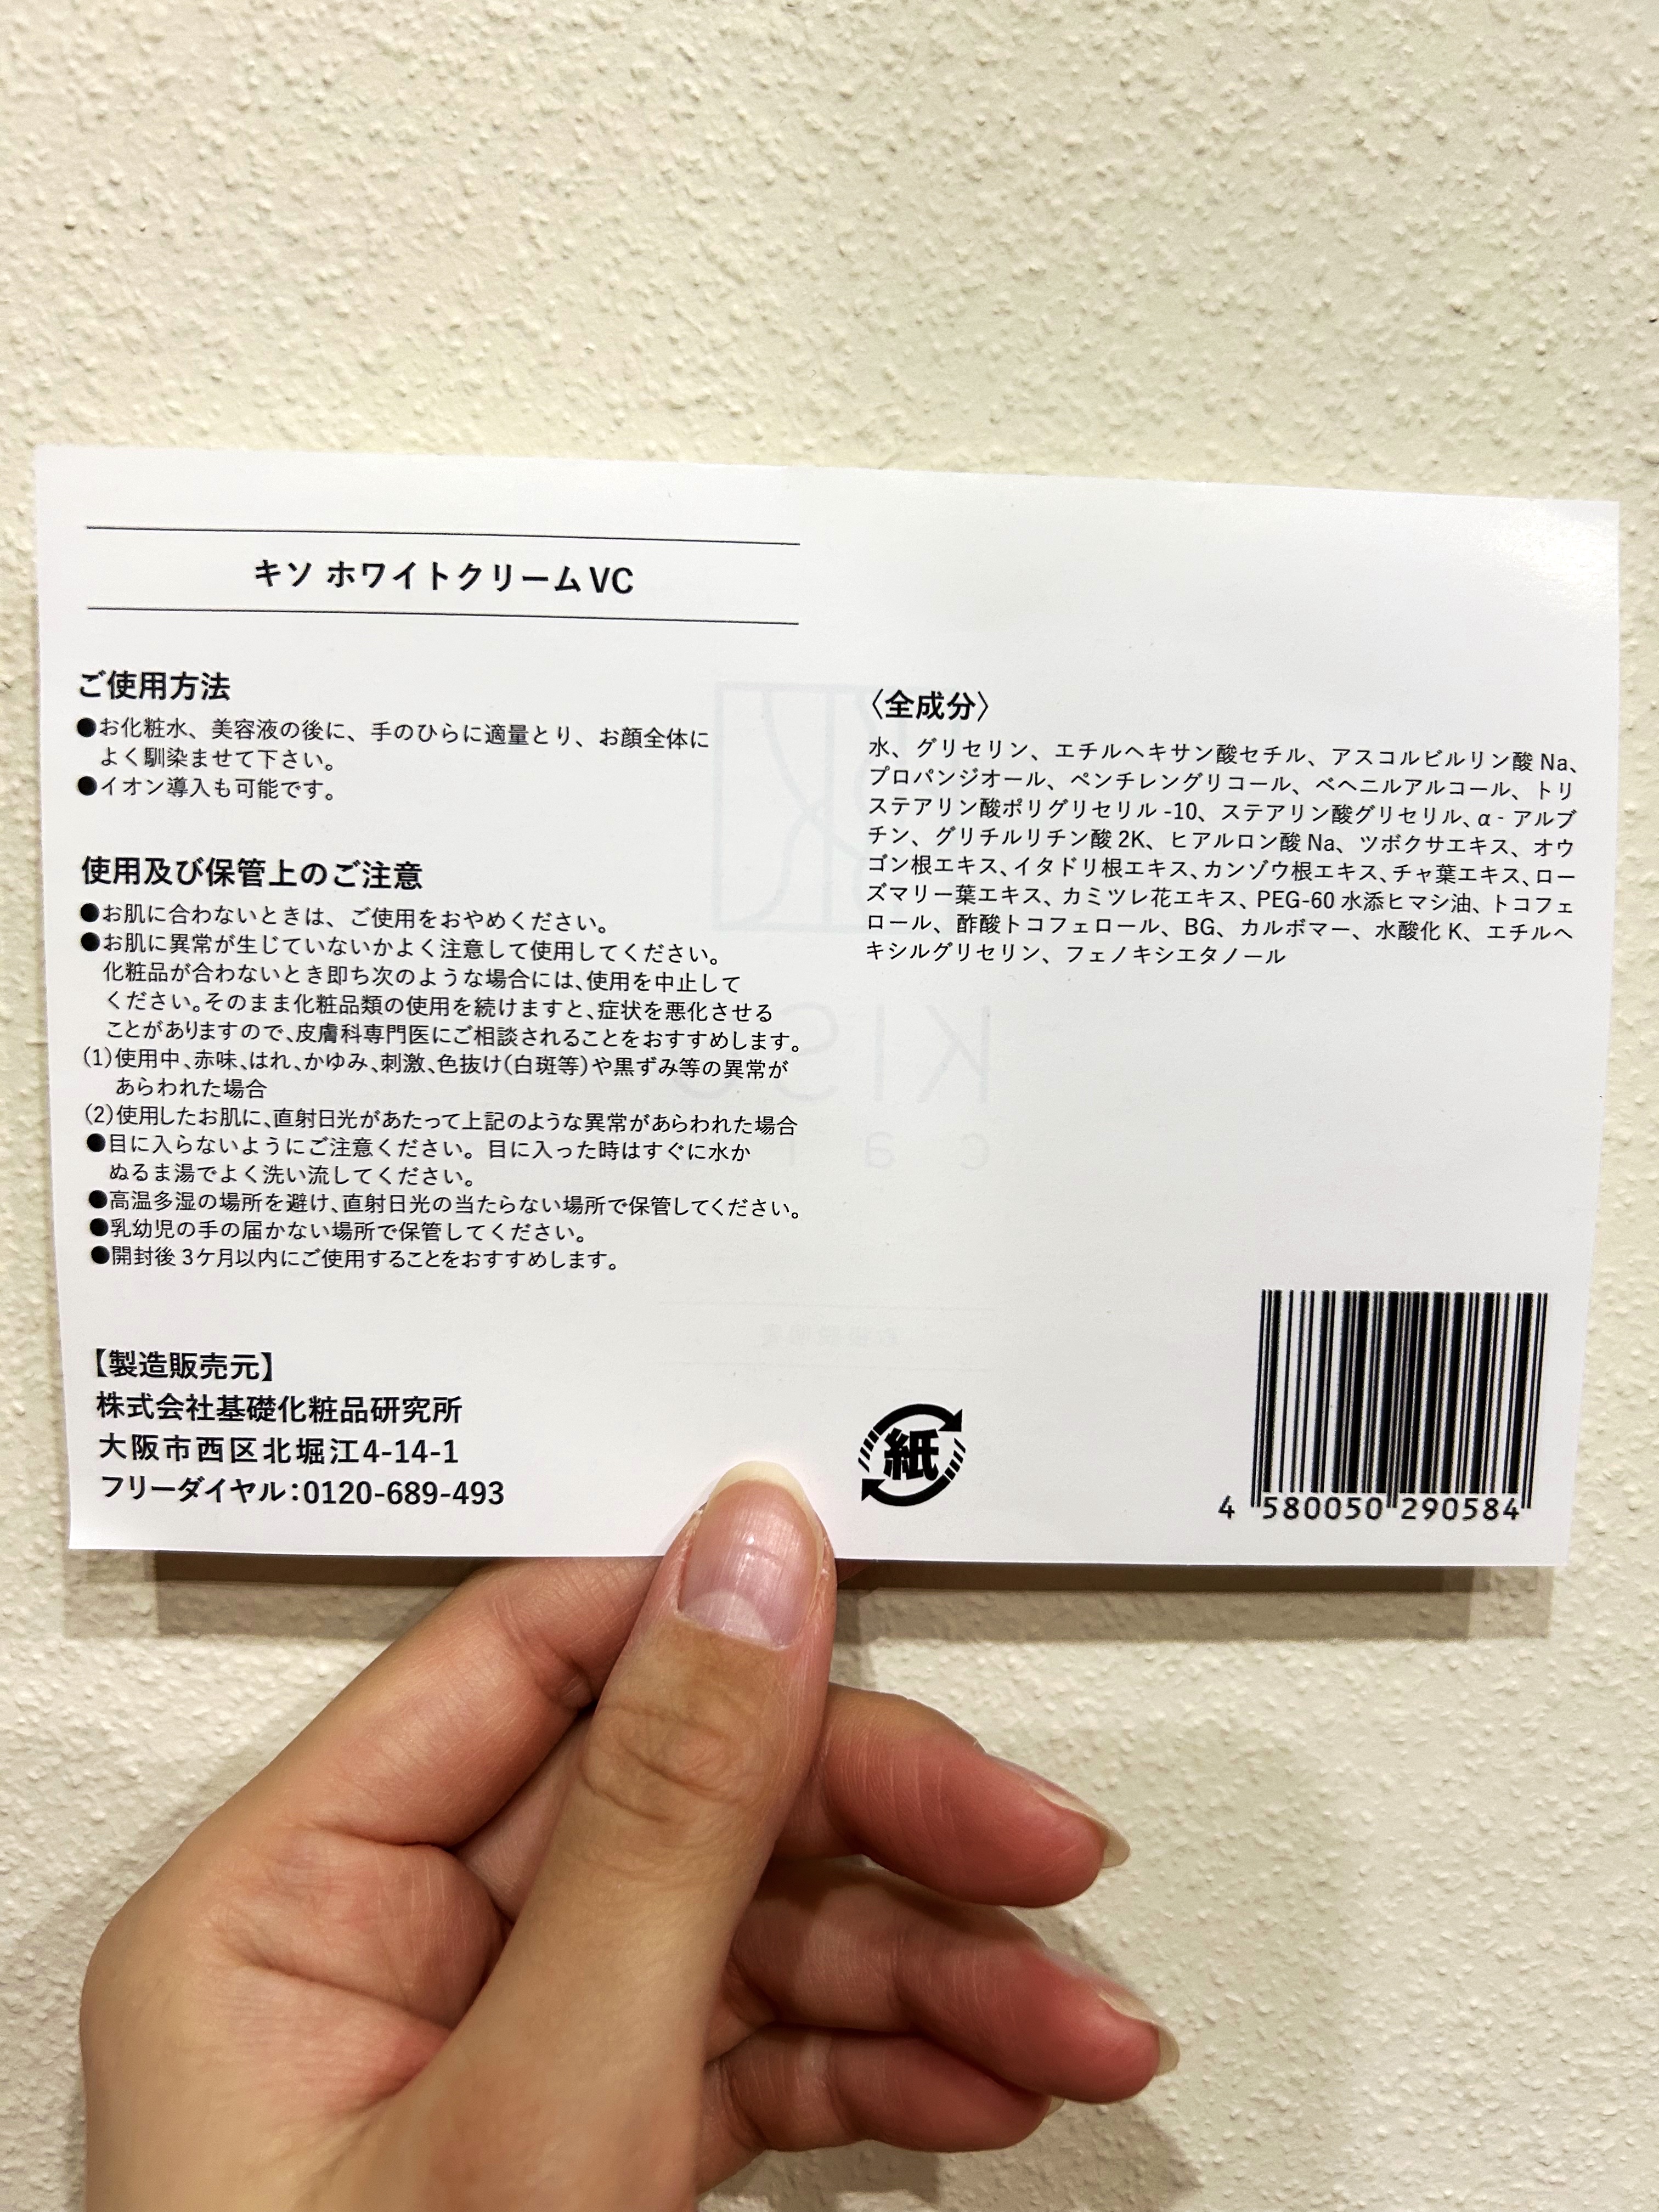 キソ ホワイトクリームVC
ご使用方法
●お化粧水、美容液の後に、手のひらに適量とり、お顔全体に
よく馴染ませて下さい。
●イオン導入も可能です。
使用及び保管上のご注意
●お肌に合わないときは、ご使用をおやめください。
●お肌に異常が生じていないかよく注意して使用してください。
化粧品が合わないとき即ち次のような場合には、使用を中止して
ください。そのまま化粧品類の使用を続けますと、症状を悪化させる
ことがありますので、皮膚科専門医にご相談されることをおすすめします。
(1)使用中、赤味、はれ、かゆみ、刺激、色抜け(白斑等)や黒ずみ等の異常が
あらわれた場合
(2)使用したお肌に、直射日光があたって上記のような異常があらわれた場合
●目に入らないようにご注意ください。目に入った時はすぐに水か
ぬるま湯でよく洗い流してください。
●高温多湿の場所を避け、直射日光の当たらない場所で保管してください。
●乳幼児の手の届かない場所で保管してください。
●開封後 3ケ月以内にご使用することをおすすめします。
【製造販売元】
株式会社基礎化粧品研究所
大阪市西区北堀江4-14-1
フリーダイヤル:0120-689-493
〈全成分〉
水、グリセリン、エチルヘキサン酸セチル、アスコルビルリン酸 Na、
プロパンジオール、ペンチレングリコール、ベヘニルアルコール、トリ
ステアリン酸ポリグリセリル -10、ステアリン酸グリセリル、α - アルブ
チン、グリチルリチン酸 2K、ヒアルロン酸 Na、ツボクサエキス、オウ
ゴン根エキス、イタドリ根エキス、カンゾウ根エキス、チャ葉エキス、ロー
ズマリー葉エキス、カミツレ花エキス、PEG-60 水添ヒマシ油、トコフェ
ロール、酢酸トコフェロール、BG、カルボマー、水酸化 K、エチルヘ
キシルグリセリン、フェノキシエタノール
紙
4 580050 290584